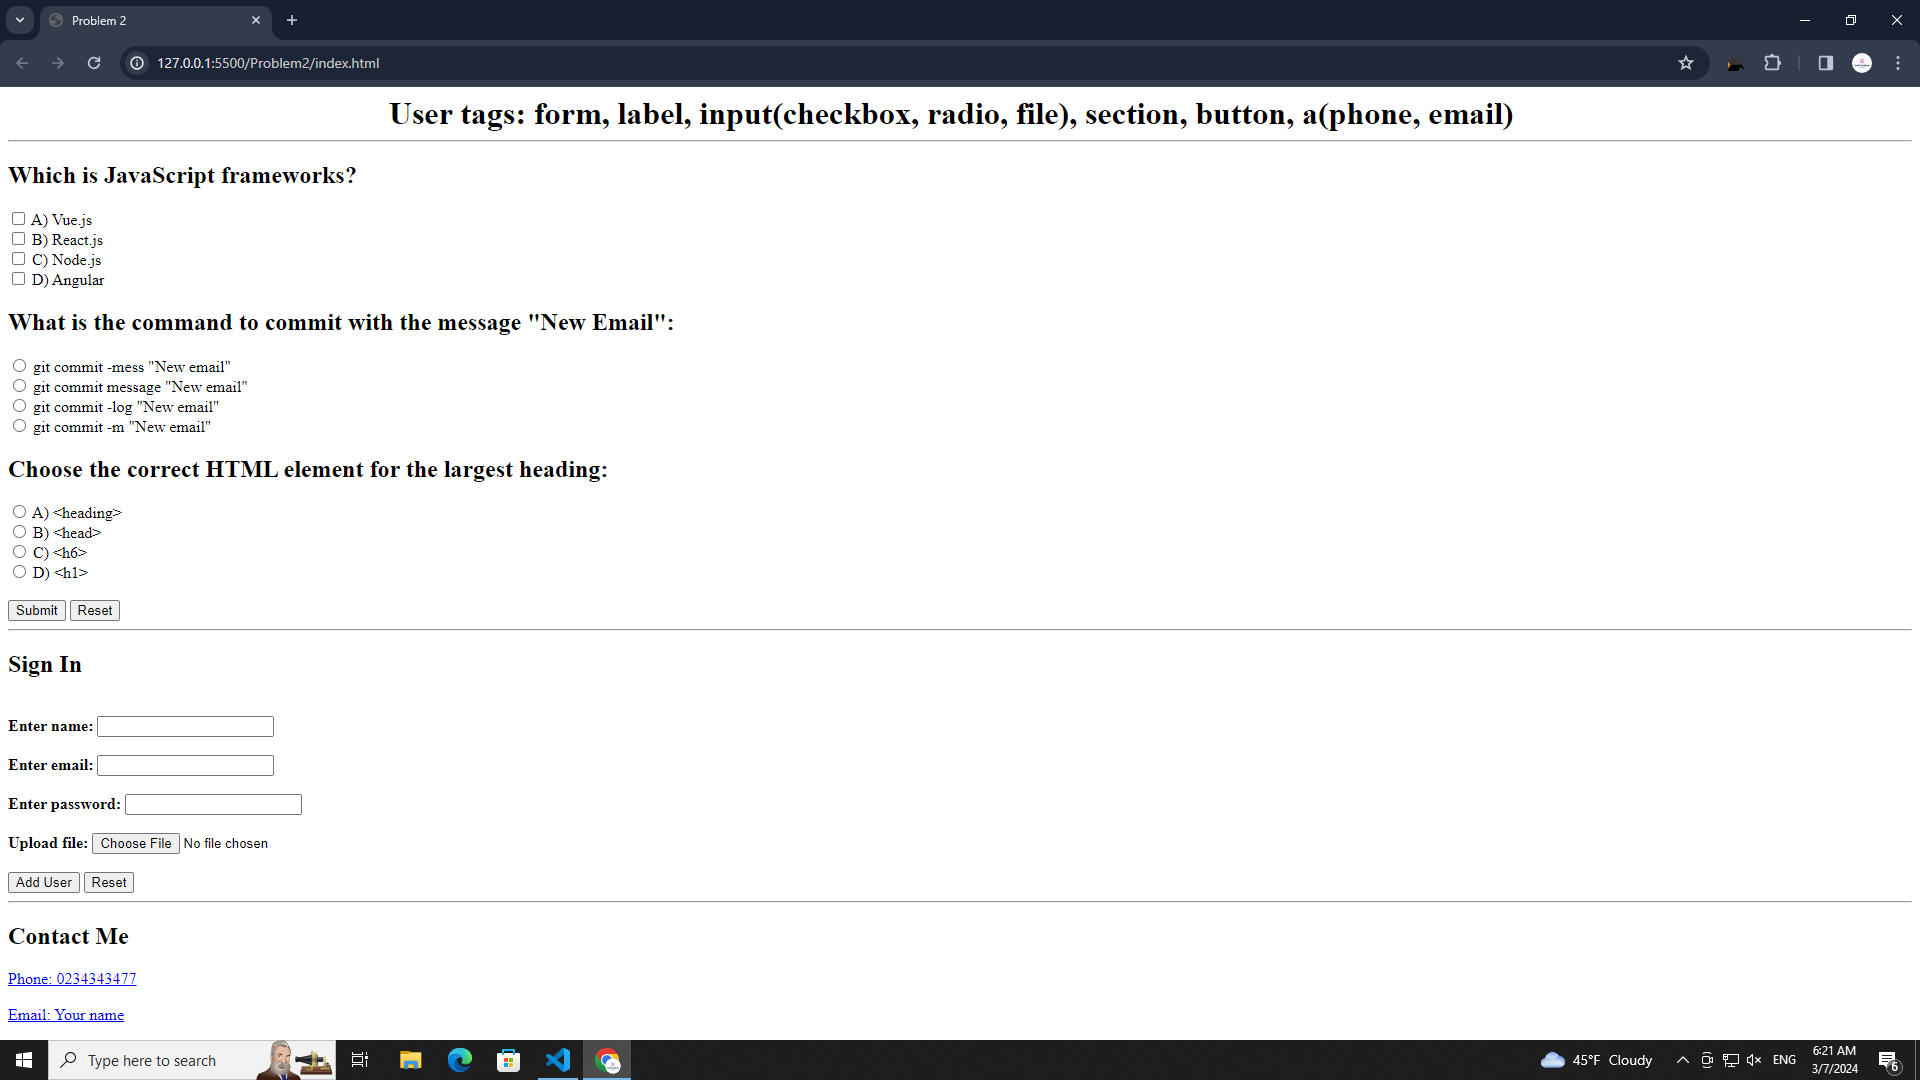 Problem 2
127.0.0.1:5500/Problem2/index.html
User tags: form, label, input(checkbox, radio, file), section, button, a(phone, email)
Which is JavaScript frameworks?
A) Vue.js
B) React.js
C) Node.js
D) Angular
What is the command to commit with the message "New Email":
git commit -mess "New email"
git commit message "New email"
git commit -log "New email"
git commit -m "New email"
Choose the correct HTML element for the largest heading:
A) <heading>
B) <head>
C) <h6>
D) <h1>
Submit Reset
Sign In
Enter name:
Enter email:
Enter password:
Upload file: Choose File No file chosen
Add User Reset
Contact Me
Phone: 0234343477
Email: Your name
Type here to search
45°F Cloudy
ENG
6:21 AM
3/7/2024
6